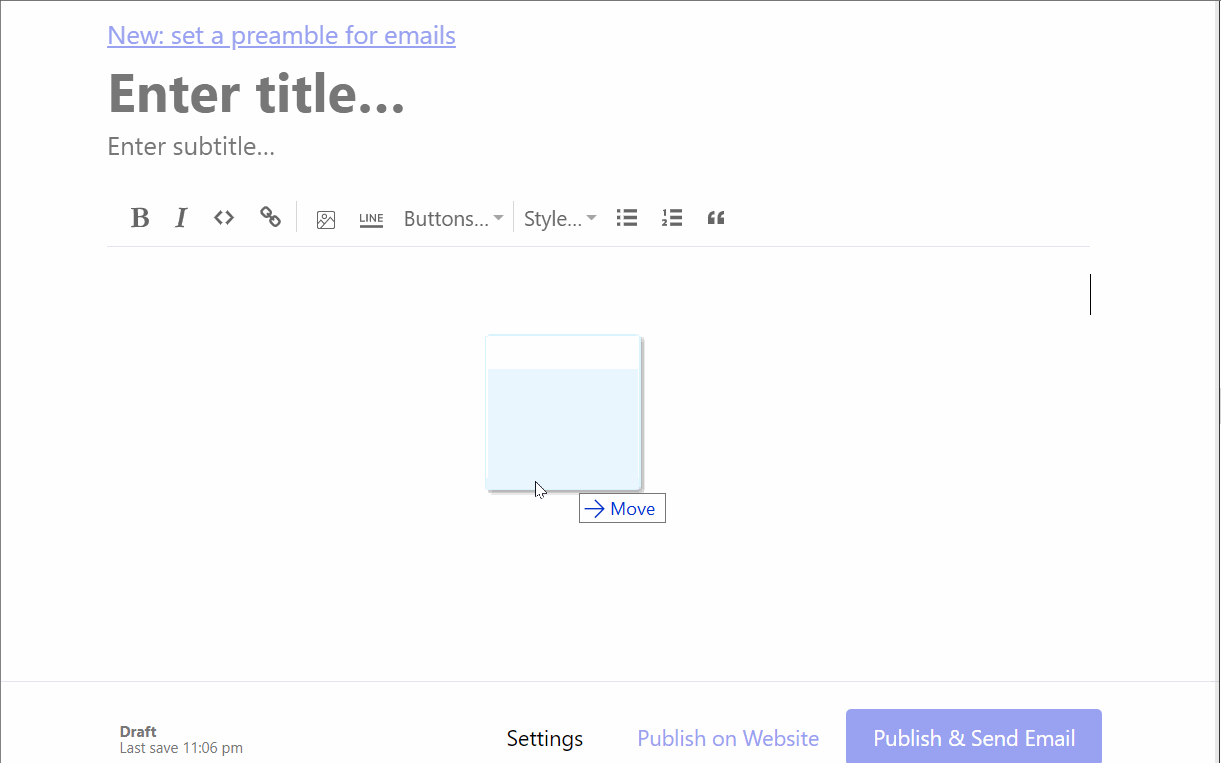 New: set a preamble for emails
Enter title...
Enter subtitle...
B I <> LINE Buttons... Style...
Move
Draft
Last save 11:06 pm
Settings
Publish on Website
Publish & Send Email